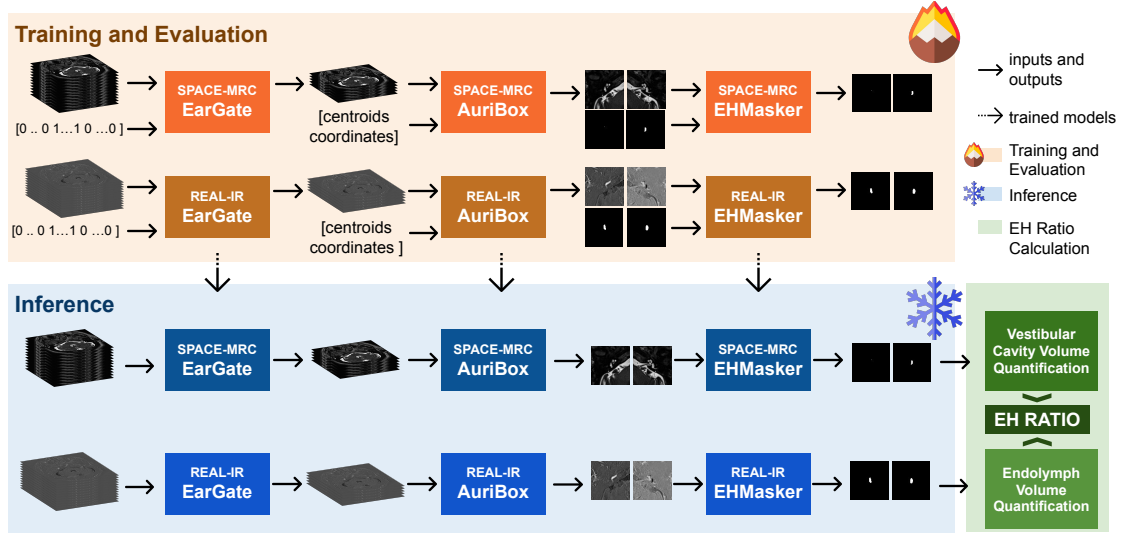 Training and Evaluation
SPACE-MRC
EarGate
SPACE-MRC
AuriBox
SPACE-MRC
EHMasker
[0 .. 0 1...1 0 ...0 ]
[centroids
coordinates]
REAL-IR
EarGate
REAL-IR
AuriBox
REAL-IR
EHMasker
[0 .. 0 1...1 0 ...0 ]
[centroids
coordinates ]
inputs and
outputs
trained models
Training and
Evaluation
Inference
EH Ratio
Calculation
Inference
SPACE-MRC
EarGate
SPACE-MRC
AuriBox
SPACE-MRC
EHMasker
Vestibular
Cavity Volume
Quantification
EH RATIO
REAL-IR
EarGate
REAL-IR
AuriBox
REAL-IR
EHMasker
Endolymph
Volume
Quantification